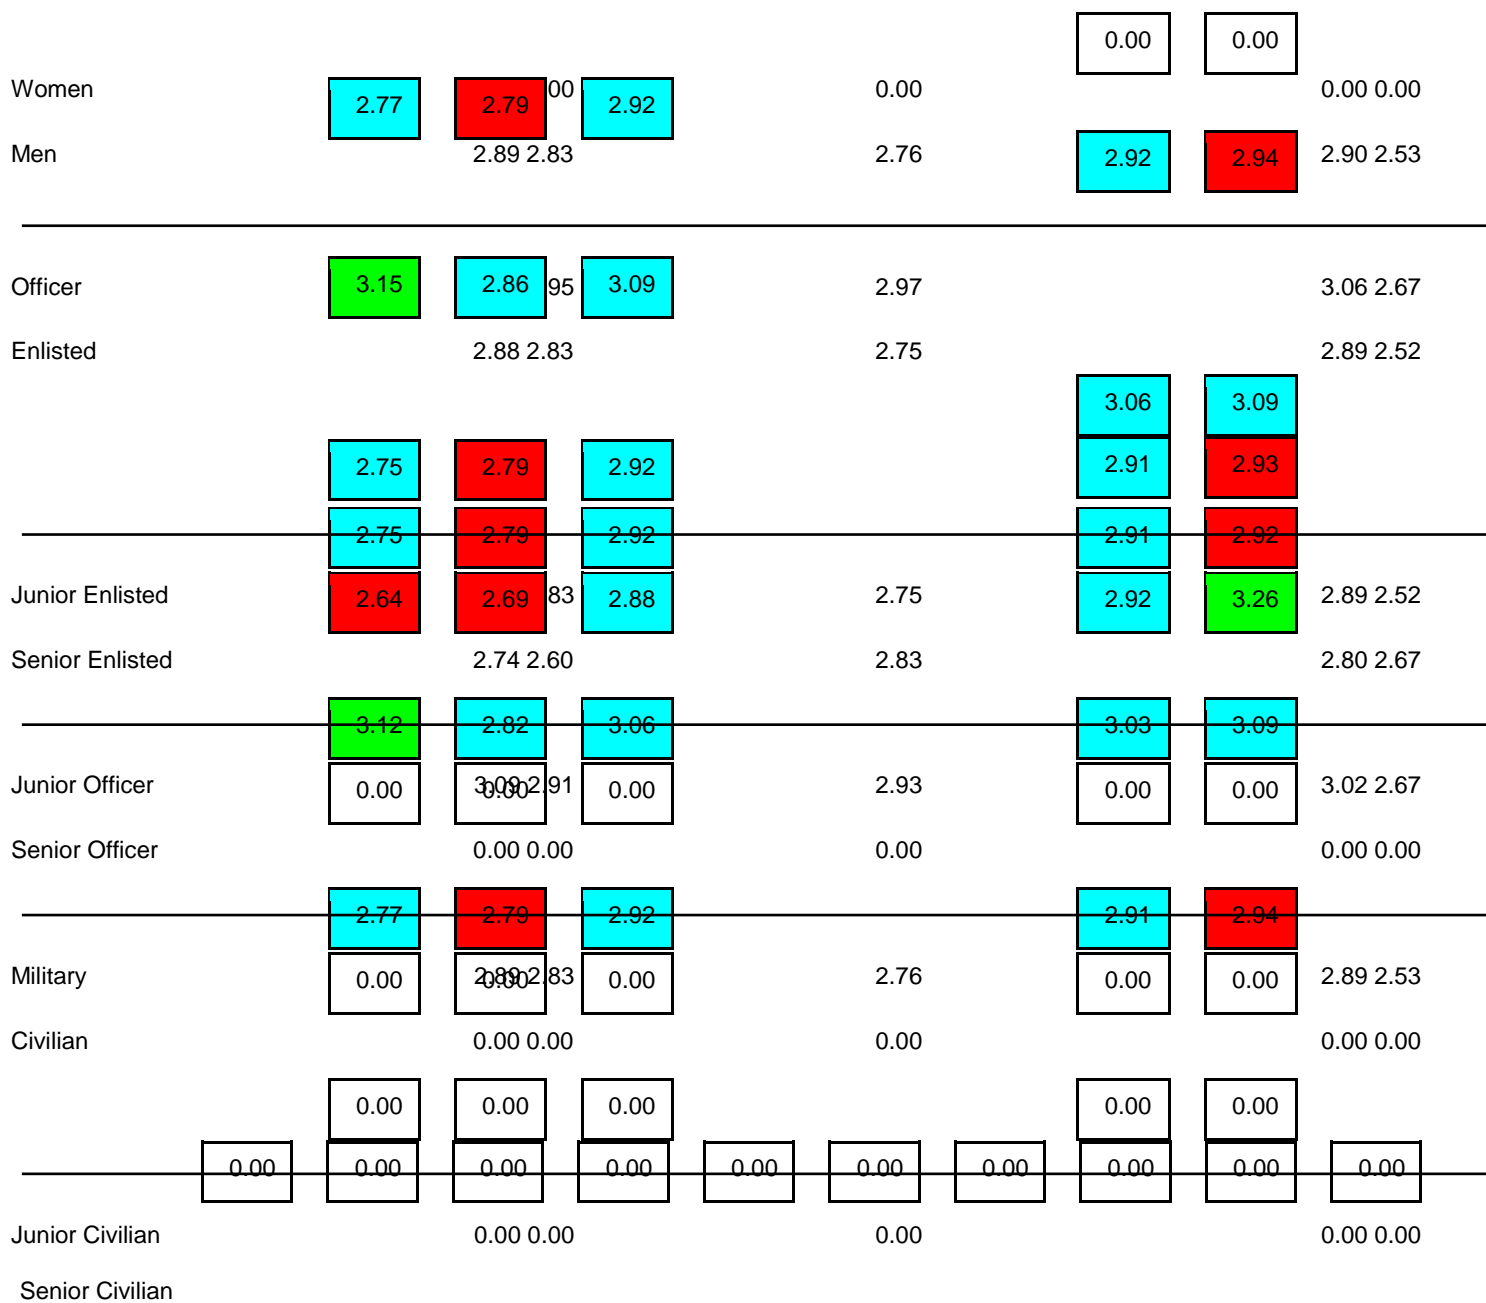 0.00 0.00
Women 2.77 2.79 00 2.92 0.00 0.00 0.00
Men 2.89 2.83 2.76 2.92 2.94 2.90 2.53
Officer 3.15 2.86 95 3.09 2.97 3.06 2.67
Enlisted 2.88 2.83 2.75 2.89 2.52
3.06 3.09
2.75 2.79 2.92 2.91 2.93
2.75 2.79 2.92 2.91 2.92
Junior Enlisted 2.64 2.69 83 2.88 2.75 2.92 3.26 2.89 2.52
Senior Enlisted 2.74 2.60 2.83 2.80 2.67
3.12 2.82 3.06 3.03 3.09
Junior Officer 0.00 3.09 2.91 0.00 0.00 2.93 0.00 0.00 3.02 2.67
Senior Officer 0.00 0.00 0.00 0.00 0.00
2.77 2.79 2.92 2.91 2.94
Military 0.00 2.89 2.83 0.00 0.00 2.76 0.00 0.00 2.89 2.53
Civilian 0.00 0.00 0.00 0.00 0.00
0.00 0.00 0.00 0.00 0.00
0.00 0.00 0.00 0.00 0.00 0.00 0.00 0.00 0.00 0.00
Junior Civilian 0.00 0.00 0.00 0.00 0.00
Senior Civilian